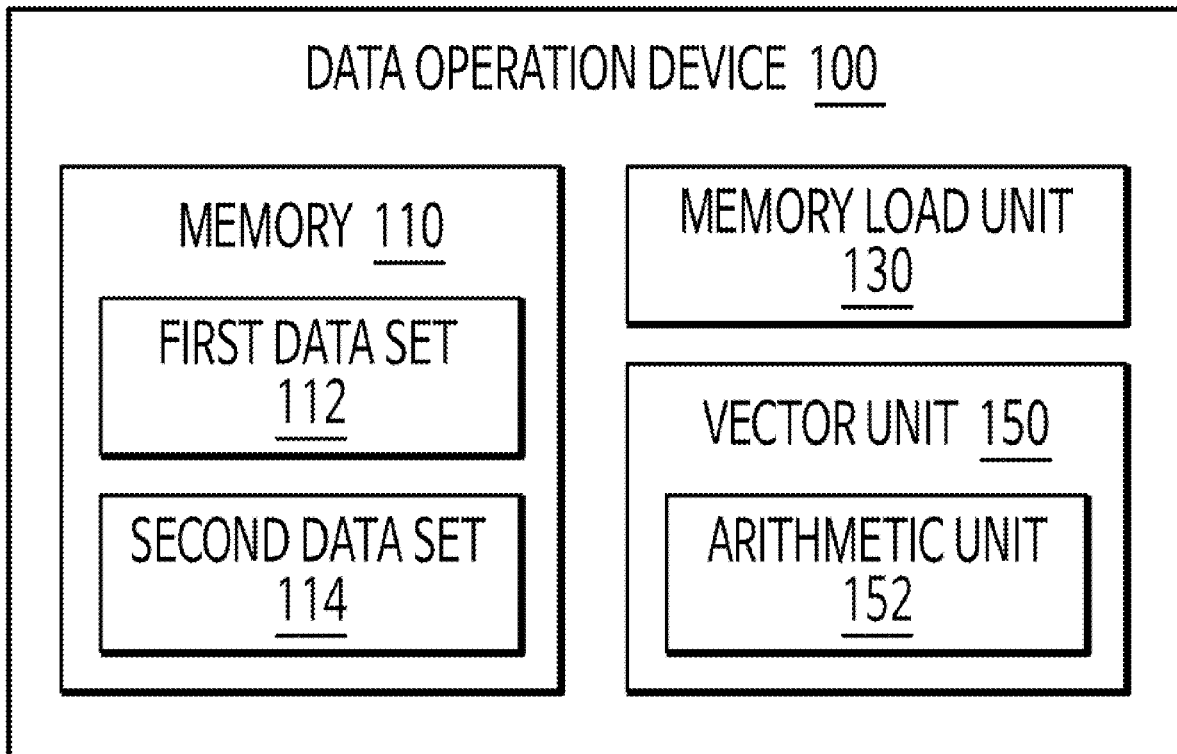 DATA OPERATION DEVICE 100
MEMORY 110
FIRST DATA SET
112
SECOND DATA SET
114
MEMORY LOAD UNIT
130
VECTOR UNIT 150
ARITHMETIC UNIT
152